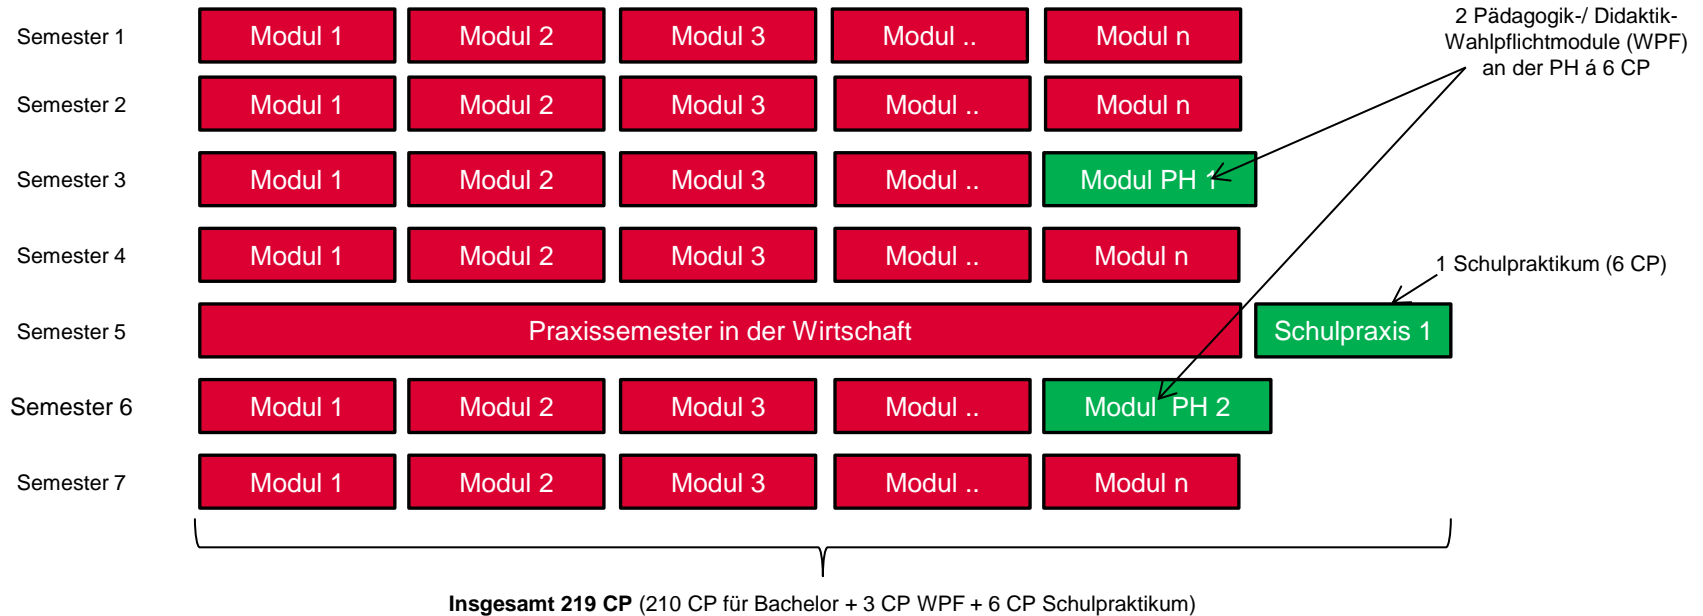 Semester 1 Modul 1 Modul 2 Modul 3 Modul .. Modul n
2 Pädagogik-/ Didaktik-
Wahlpflichtmodule (WPF)
an der PH á 6 CP
Semester 2 Modul 1 Modul 2 Modul 3 Modul .. Modul n
Semester 3 Modul 1 Modul 2 Modul 3 Modul .. Modul PH 1
Semester 4 Modul 1 Modul 2 Modul 3 Modul .. Modul n
1 Schulpraktikum (6 CP)
Semester 5 Praxissemester in der Wirtschaft Schulpraxis 1
Semester 6 Modul 1 Modul 2 Modul 3 Modul .. Modul PH 2
Semester 7 Modul 1 Modul 2 Modul 3 Modul .. Modul n
Insgesamt 219 CP (210 CP für Bachelor + 3 CP WPF + 6 CP Schulpraktikum)